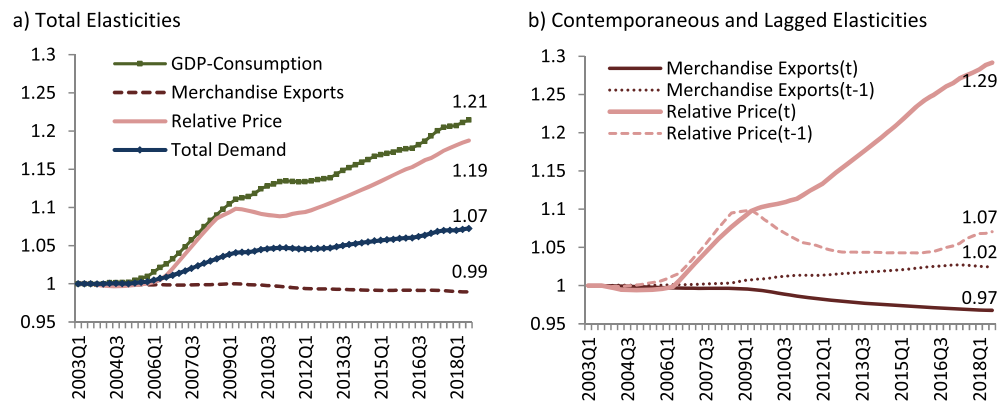 a) Total Elasticities
1.3
1.25
1.2
1.15
1.1
1.05
1
0.95
GDP-Consumption
Merchandise Exports
Relative Price
Total Demand
1.21
1.19
1.07
0.99
2003Q1
2004Q3
2006Q1
2007Q3
2009Q1
2010Q3
2012Q1
2013Q3
2015Q1
2016Q3
2018Q1
b) Contemporaneous and Lagged Elasticities
1.3
1.25
1.2
1.15
1.1
1.05
1
0.95
Merchandise Exports(t)
Merchandise Exports(t-1)
Relative Price(t)
Relative Price(t-1)
1.29
1.07
1.02
0.97
2003Q1
2004Q3
2006Q1
2007Q3
2009Q1
2010Q3
2012Q1
2013Q3
2015Q1
2016Q3
2018Q1